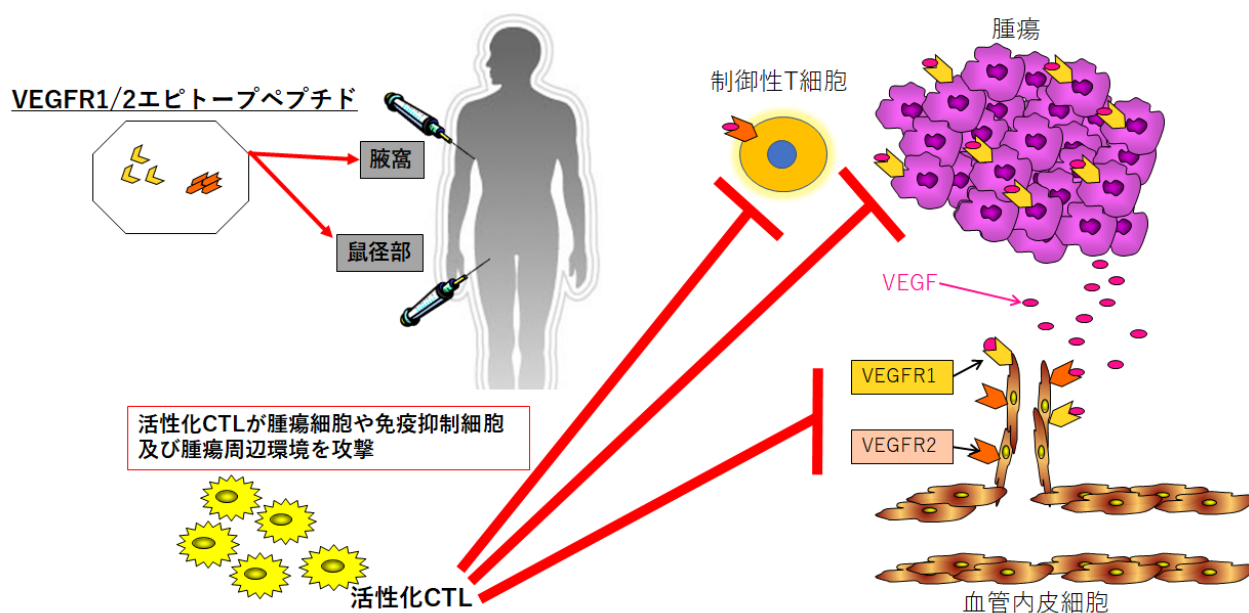 VEGFR1/2エピトープペプチド
腋窩
鼠径部
制御性T細胞
腫瘍
VEGF
VEGFR1
VEGFR2
活性化CTLが腫瘍細胞や免疫抑制細胞
及び腫瘍周辺環境を攻撃
活性化CTL
血管内皮細胞